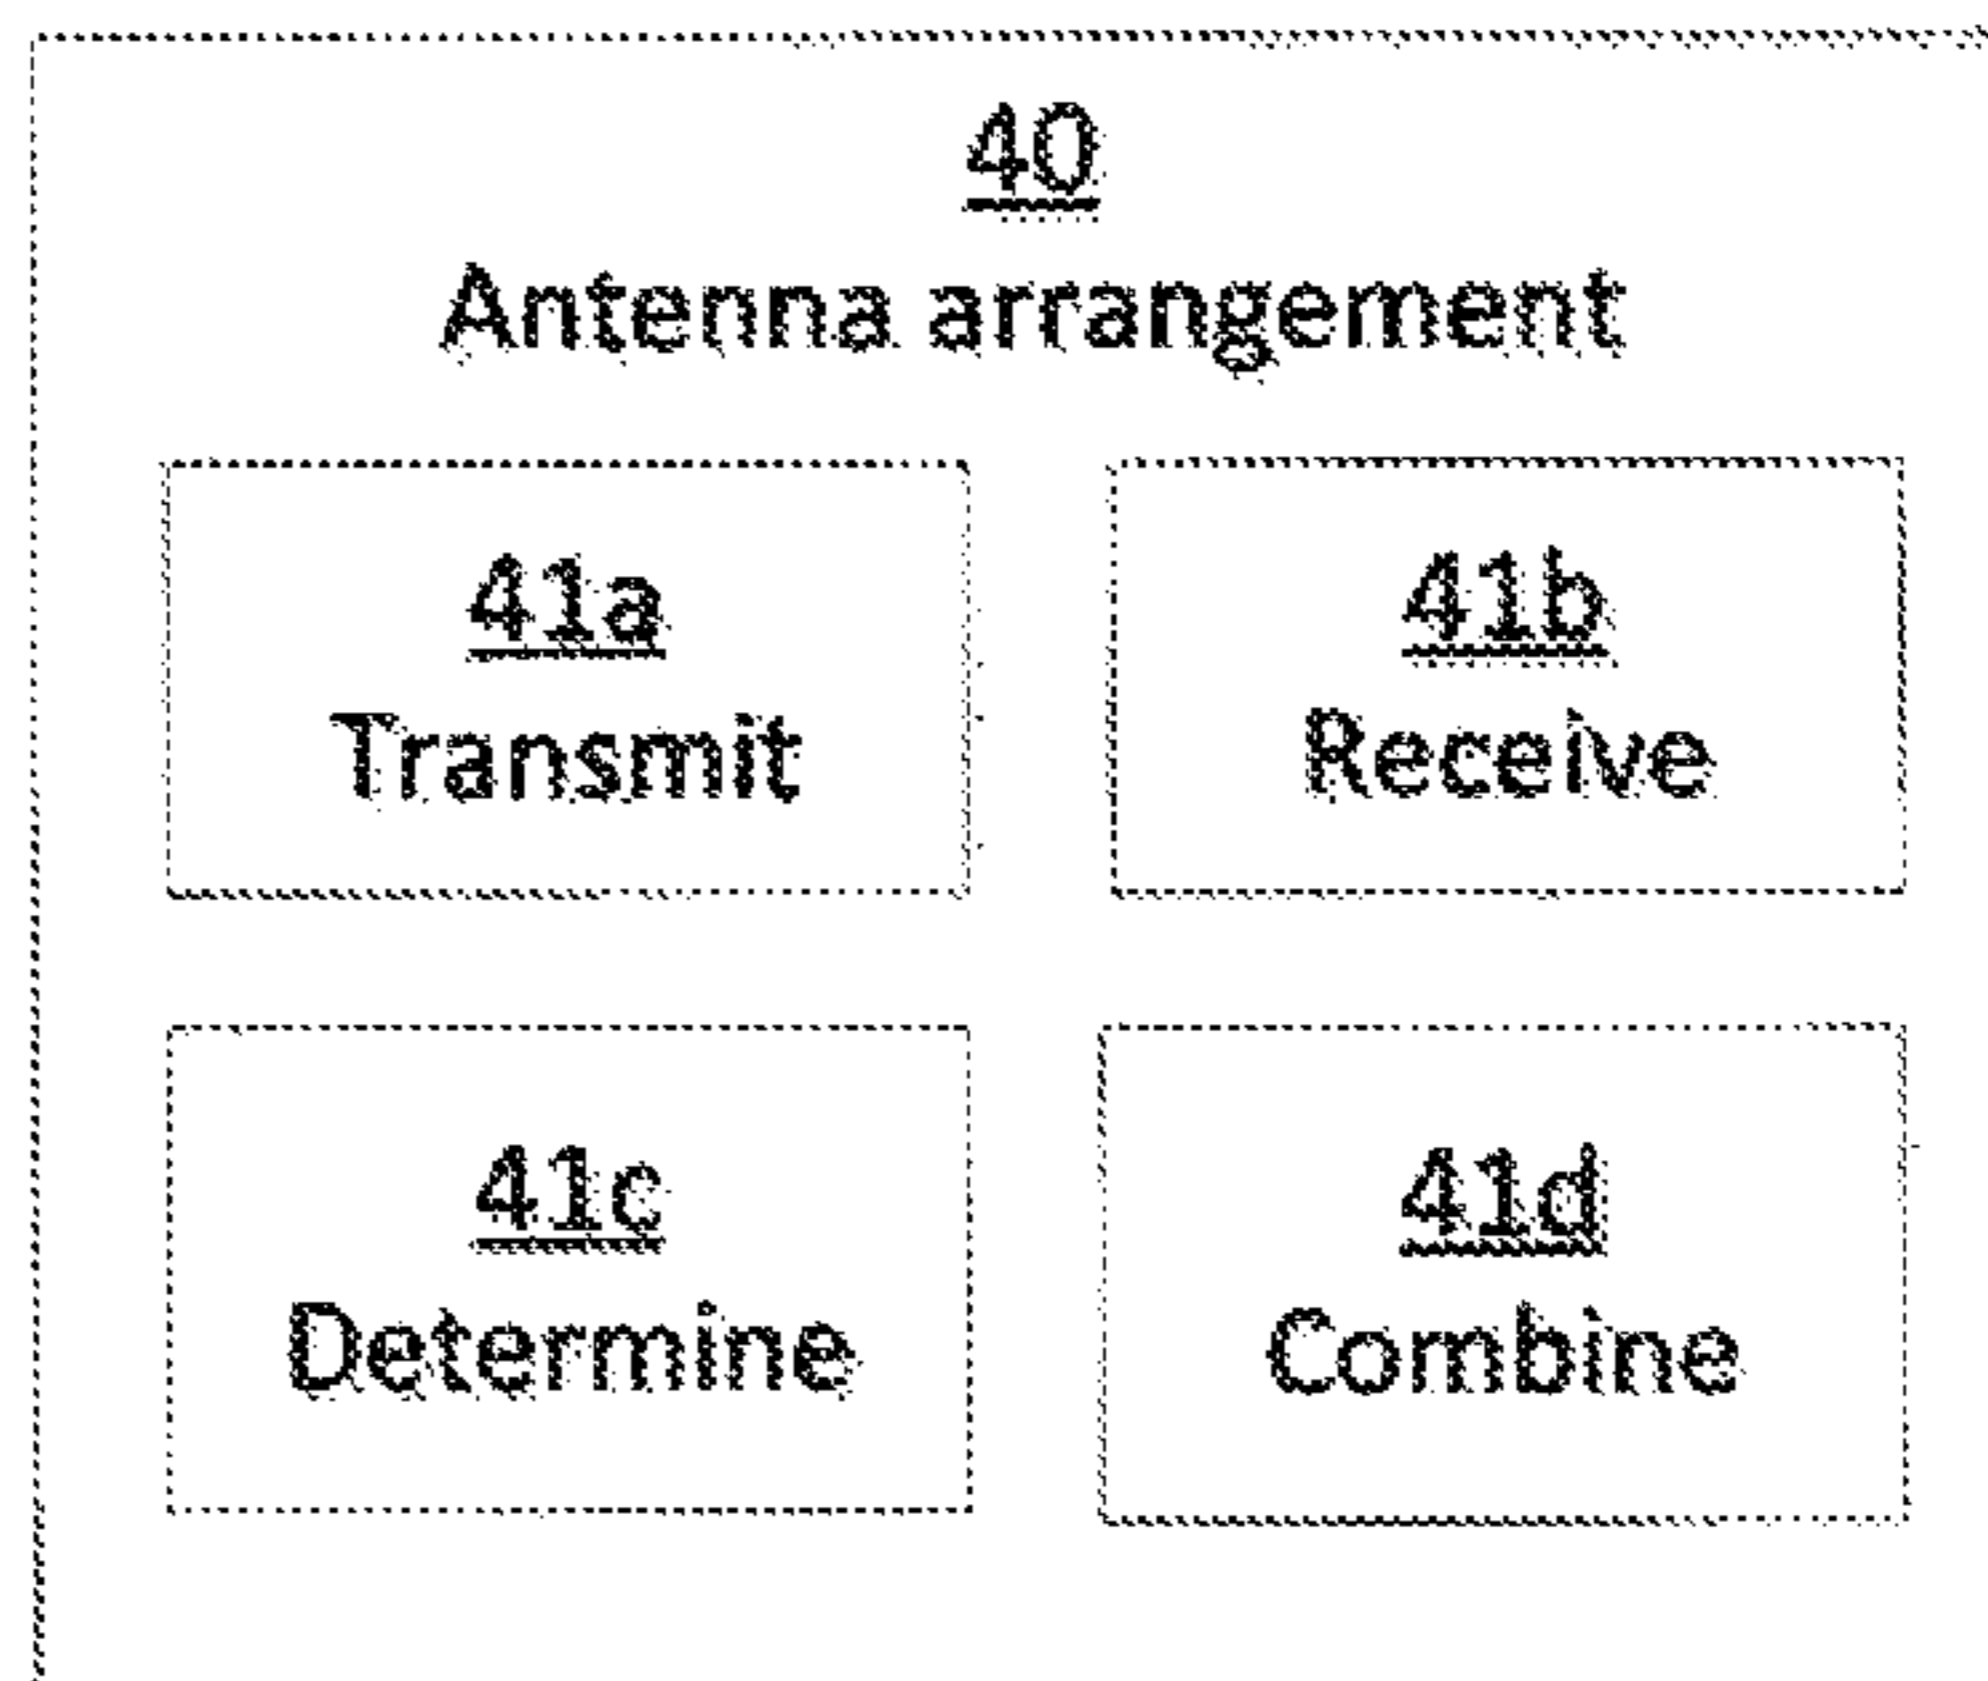 40
Antenna arrangement
41a
Transmit
41b
Receive
41c
Determine
41d
Combine